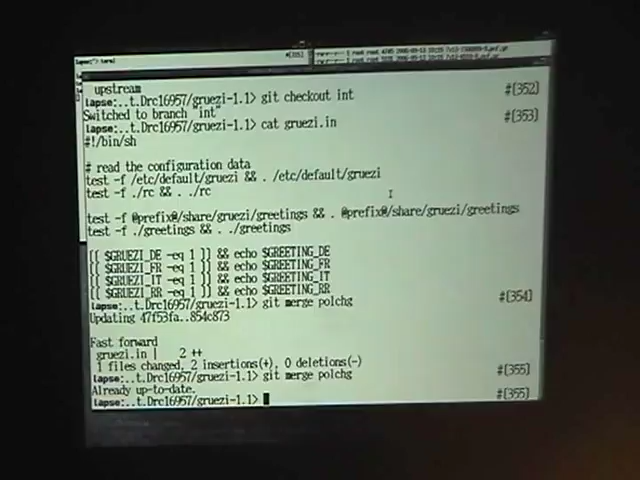 upstream
lapse:..t.Drc16957/gruezi-1.1> git checkout int #[352]
Switched to branch "int"
lapse:..t.Drc16957/gruezi-1.1> cat gruezi.in #[353]
#!/bin/sh
# read the configuration data
test -f /etc/default/gruezi && . /etc/default/gruezi
test -f ./rc && . ./rc
test -f @prefix@/share/gruezi/greetings && . @prefix@/share/gruezi/greetings
test -f ./greetings && . ./greetings
[[ $GRUEZI_DE -eq 1 ]] && echo $GREETING_DE
[[ $GRUEZI_FR -eq 1 ]] && echo $GREETING_FR
[[ $GRUEZI_IT -eq 1 ]] && echo $GREETING_IT
[[ $GRUEZI_RR -eq 1 ]] && echo $GREETING_RR
lapse:..t.Drc16957/gruezi-1.1> git merge polchg #[354]
Updating 47f53fa..854c873
Fast forward
gruezi.in | 2 ++
1 files changed, 2 insertions(+), 0 deletions(-)
lapse:..t.Drc16957/gruezi-1.1> git merge polchg #[355]
Already up-to-date.
lapse:..t.Drc16957/gruezi-1.1> #[355]